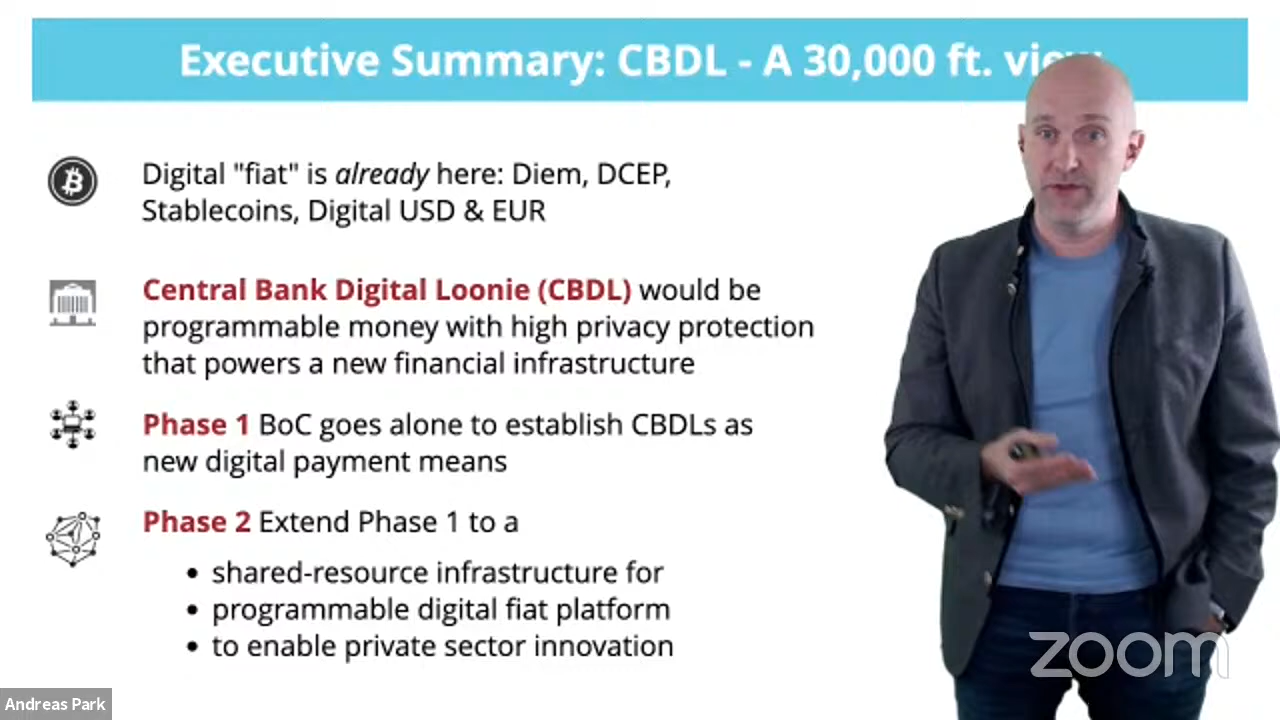 Executive Summary: CBDL - A 30,000 ft. view
Digital "fiat" is already here: Diem, DCEP,
Stablecoins, Digital USD & EUR
Central Bank Digital Loonie (CBDL) would be
programmable money with high privacy protection
that powers a new financial infrastructure
Phase 1 BoC goes alone to establish CBDLs as
new digital payment means
Phase 2 Extend Phase 1 to a
• shared-resource infrastructure for
• programmable digital fiat platform
• to enable private sector innovation
zoom
Andreas Park